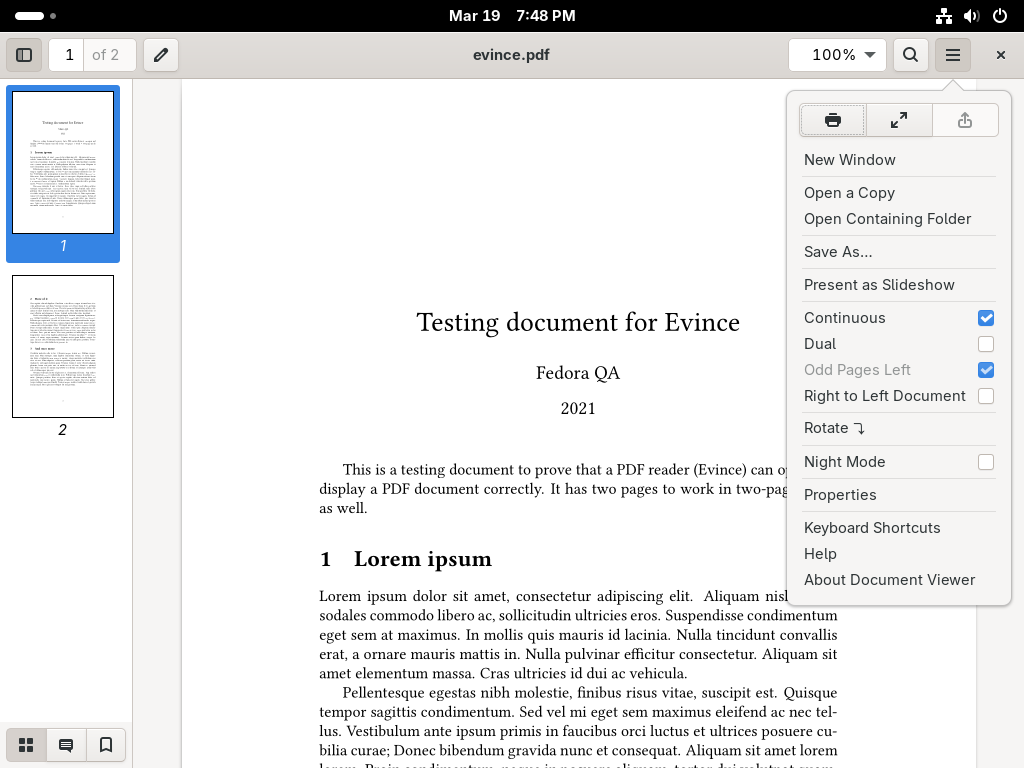 Mar 19 7:48 PM
1 of 2
evince.pdf
100%
1
2
New Window
Open a Copy
Open Containing Folder
Save As…
Present as Slideshow
Continuous
Dual
Odd Pages Left
Right to Left Document
Rotate ⤵
Night Mode
Properties
Keyboard Shortcuts
Help
About Document Viewer
Testing document for Evince
Fedora QA
2021
This is a testing document to prove that a PDF reader (Evince) can
display a PDF document correctly. It has two pages to work in
as well.
1 Lorem ipsum
Lorem ipsum dolor sit amet, consectetur adipiscing elit. Aliquam
sodales commodo libero ac, sollicitudin ultricies eros. Suspendisse condimentum
eget sem at maximus. In mollis quis mauris id lacinia. Nulla tincidunt convallis
erat, a ornare mauris mattis in. Nulla pulvinar efficitur consectetur. Aliquam sit
amet elementum massa. Cras ultricies id dui ac vehicula.
Pellentesque egestas nibh molestie, finibus risus vitae, suscipit est. Quisque
tempor sagittis condimentum. Sed vel mi eget sem maximus eleifend ac nec tel-
lus. Vestibulum ante ipsum primis in faucibus orci luctus et ultrices posuere cu-
bilia curae; Donec bibendum gravida nunc et consequat. Aliquam sit amet lorem